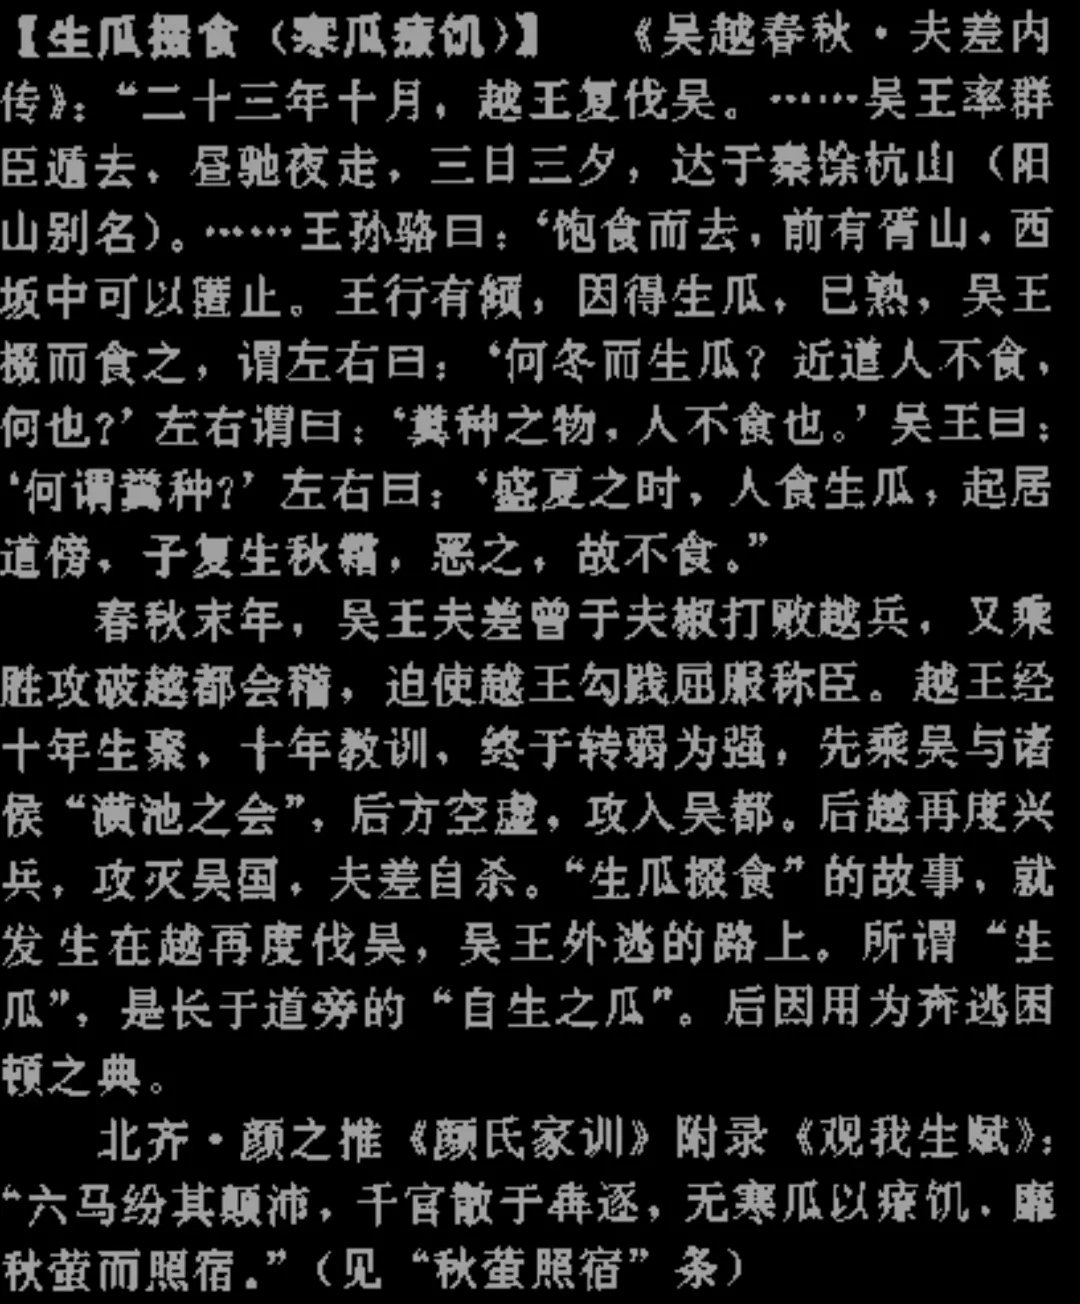 【生瓜掇食（寒瓜疗饥）】 《吴越春秋·夫差内
传》：“二十三年十月，越王复伐吴。……吴王率群
臣遁去，昼驰夜走，三日三夕，达于秦馀杭山（阳
山别名）。……王孙骆曰：‘饱食而去，前有胥山，西
坂中可以匿止。王行有倾，因得生瓜，已熟，吴王
掇而食之，谓左右曰：‘何冬而生瓜？近道人不食，
何也？’左右谓曰：‘粪种之物，人不食也。’吴王曰：
‘何谓粪种？’左右曰：‘盛夏之时，人食生瓜，起居
道傍，子复生秋霜，恶之，故不食。”
春秋末年，吴王夫差曾于夫椒打败越兵，又乘
胜攻破越都会稽，迫使越王勾践屈服称臣。越王经
十年生聚，十年教训，终于转弱为强，先乘吴与诸
侯“潢池之会”，后方空虚，攻入吴都。后越再度兴
兵，攻灭吴国，夫差自杀。“生瓜掇食”的故事，就
发生在越再度伐吴，吴王外逃的路上。所谓“生
瓜”，是长于道旁的“自生之瓜”。后因用为奔逃困
顿之典。
北齐·颜之推《颜氏家训》附录《观我生赋》：
“六马纷其颠沛，千官散于奔逐，无寒瓜以疗饥，靡
秋萤而照宿。”（见“秋萤照宿”条）